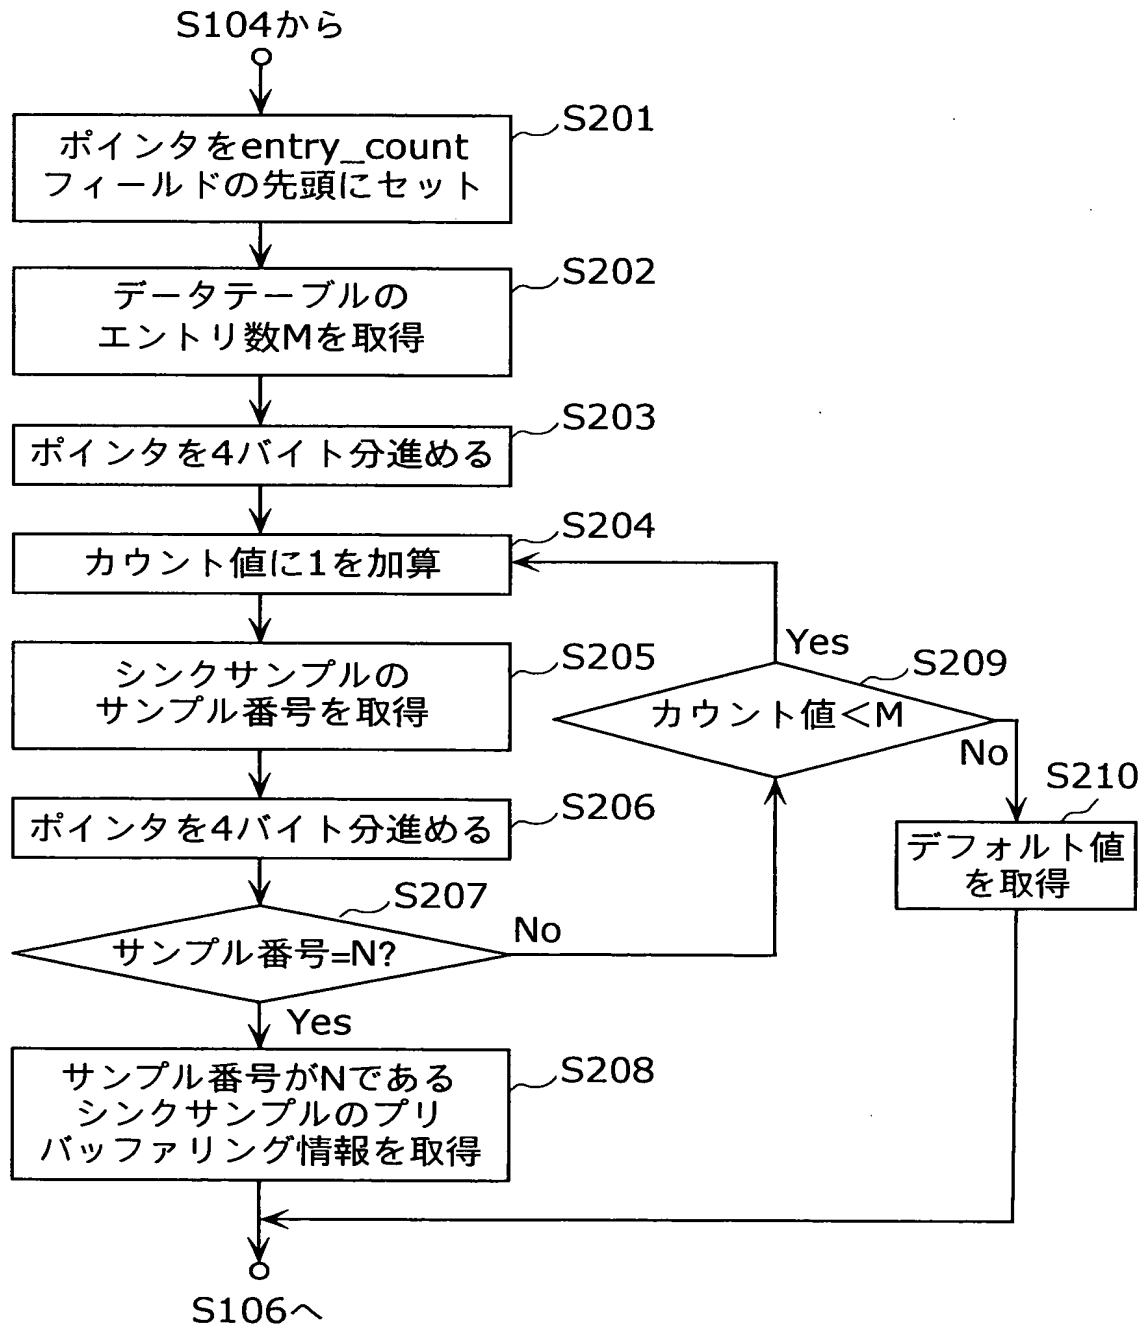 S104から
S201
ポインタをentry_count
フィールドの先頭にセット
S202
データテーブルの
エントリ数Mを取得
S203
ポインタを4バイト分進める
S204
カウント値に1を加算
S205
シンクサンプルの
サンプル番号を取得
S206
ポインタを4バイト分進める
S207
サンプル番号=N?
No
Yes
S208
サンプル番号がNである
シンクサンプルのプリ
バッファリング情報を取得
Yes
S209
カウント値<M
No
S210
デフォルト値
を取得
S106へ